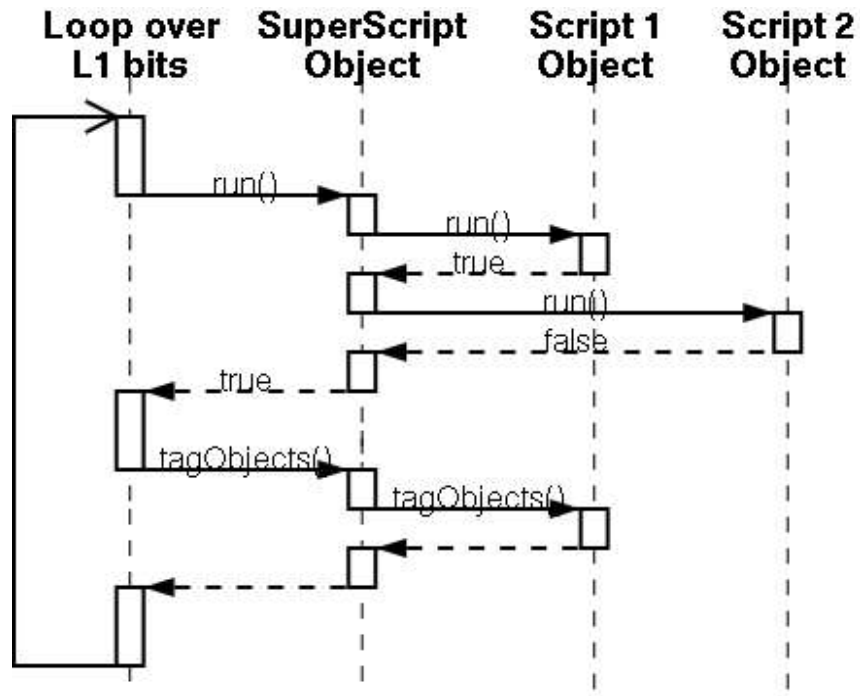 Loop over
L1 bits
SuperScript
Object
Script 1
Object
Script 2
Object
run()
run()
true
run()
false
true
tagObjects()
tagObjects()